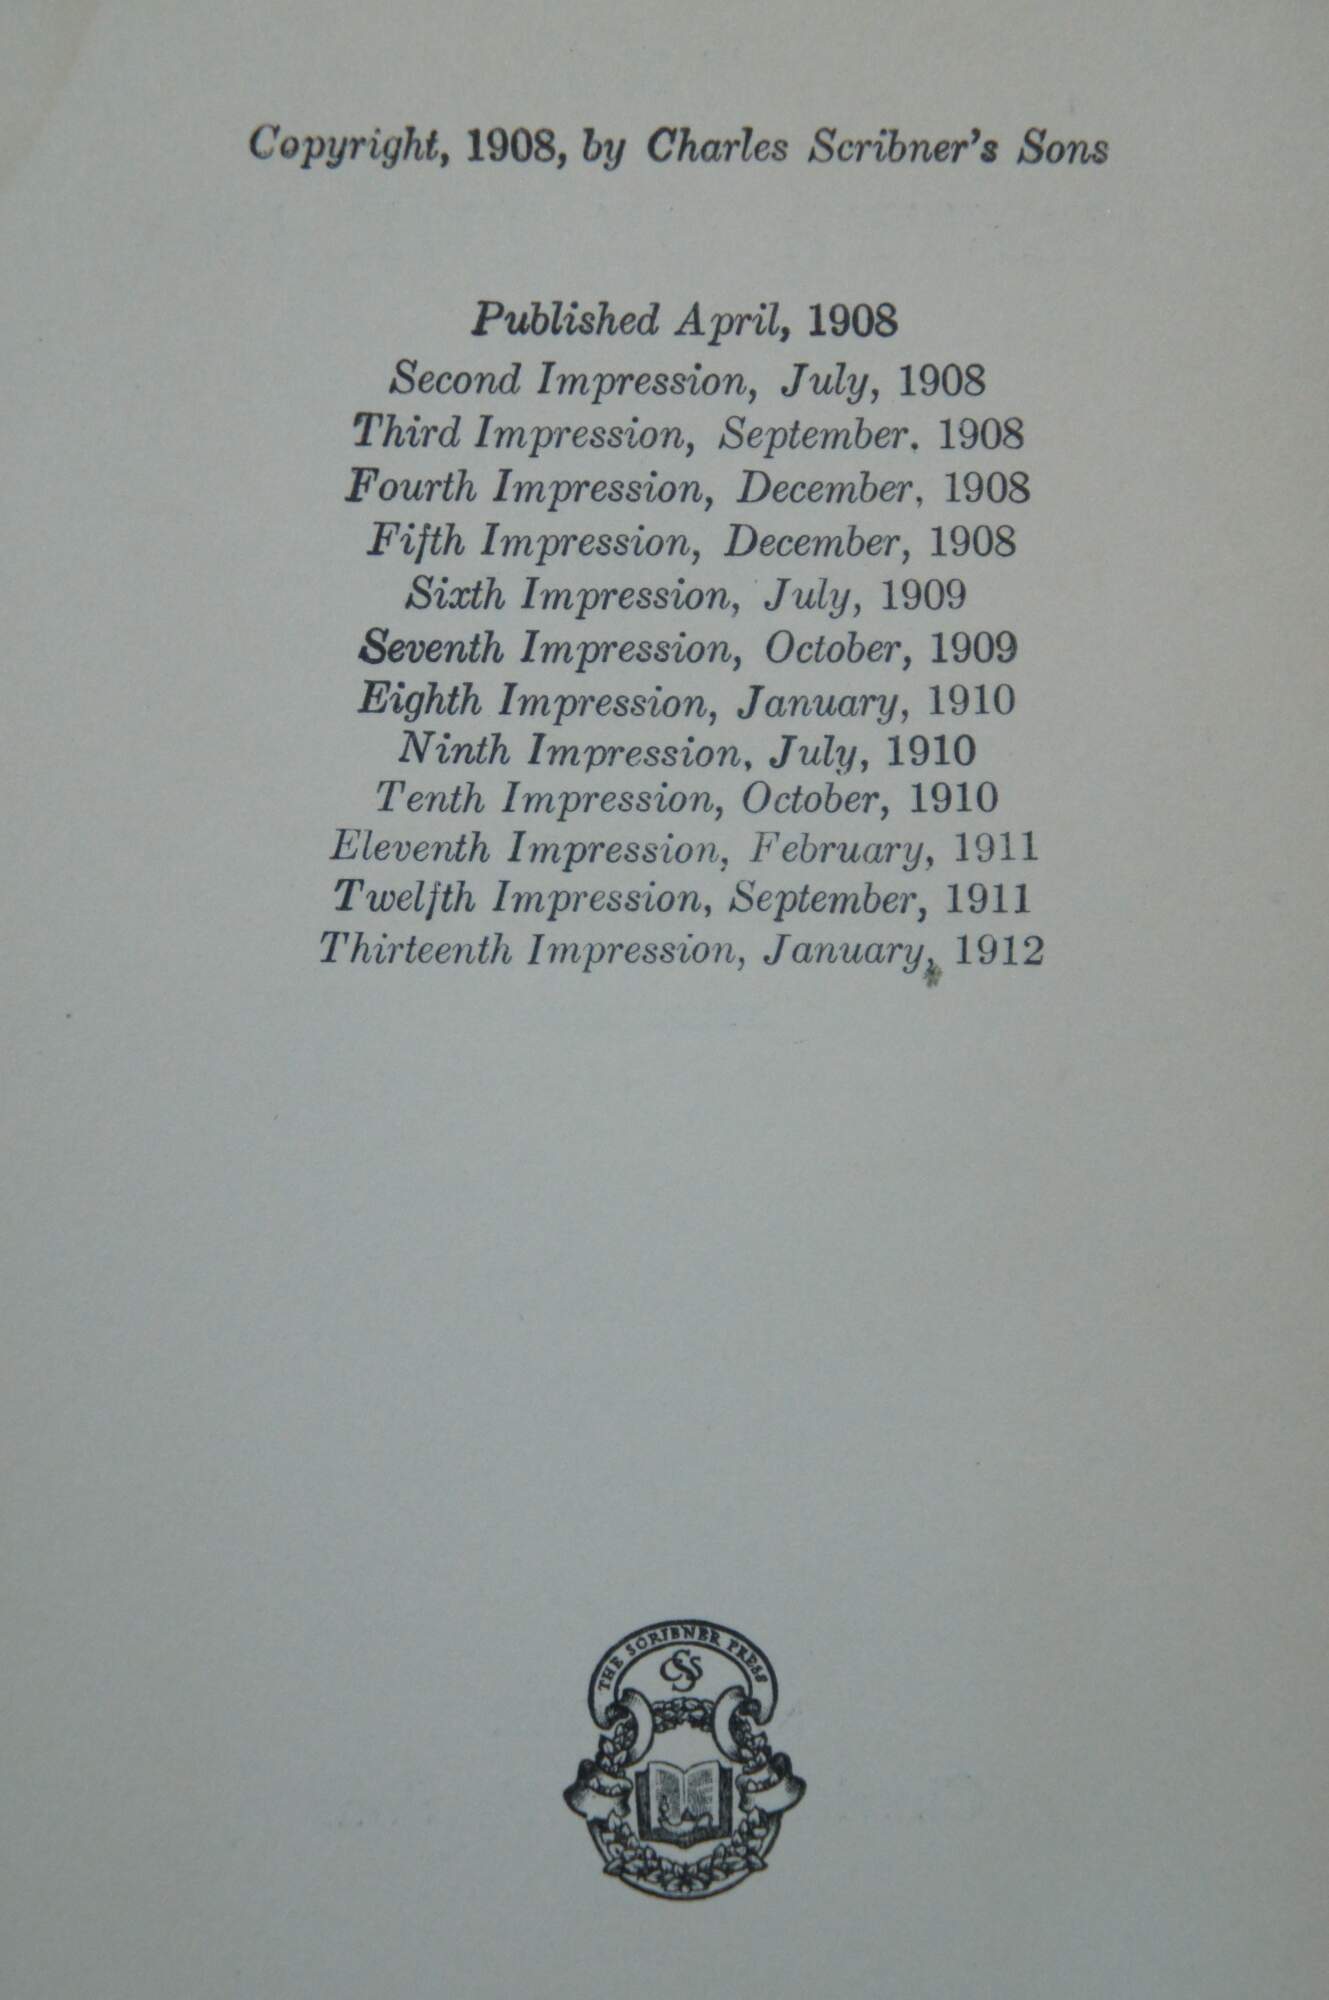 Copyright, 1908, by Charles Scribner's Sons
Published April, 1908
Second Impression, July, 1908
Third Impression, September. 1908
Fourth Impression, December, 1908
Fifth Impression, December, 1908
Sixth Impression, July, 1909
Seventh Impression, October, 1909
Eighth Impression, January, 1910
Ninth Impression, July, 1910
Tenth Impression, October, 1910
Eleventh Impression, February, 1911
Twelfth Impression, September, 1911
Thirteenth Impression, January, 1912
THE SCRIBNER PRESS
CSS